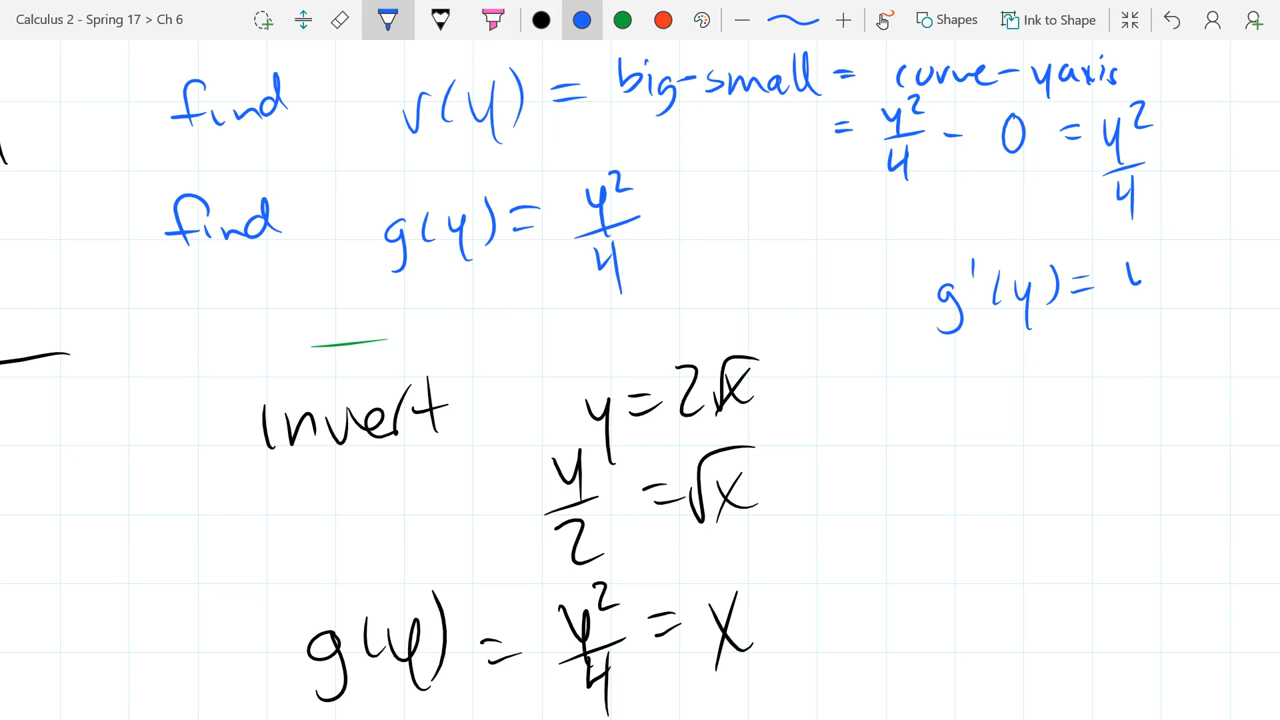 Calculus 2 - Spring 17 > Ch 6
Shapes
Ink to Shape
find r(y) = big-small = curve-yaxis
= y²/4 - 0 = y²/4
find g(y) = y²/4
g'(y) =
invert y = 2√x
y/2 = √x
g(y) = y²/4 = x